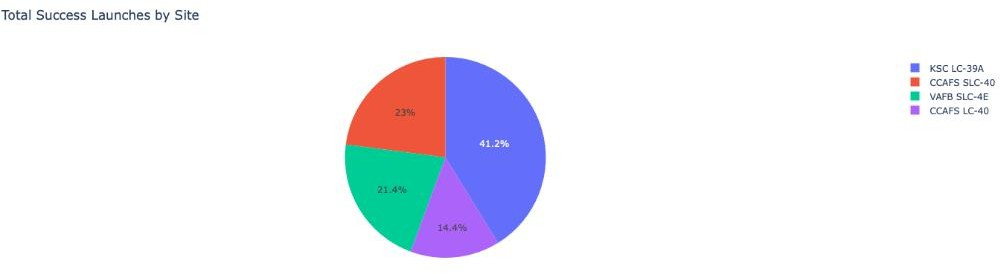 Total Success Launches by Site
KSC LC-39A
CCAFS SLC-40
VAFB SLC-4E
CCAFS LC-40
23%
41.2%
21.4%
14.4%